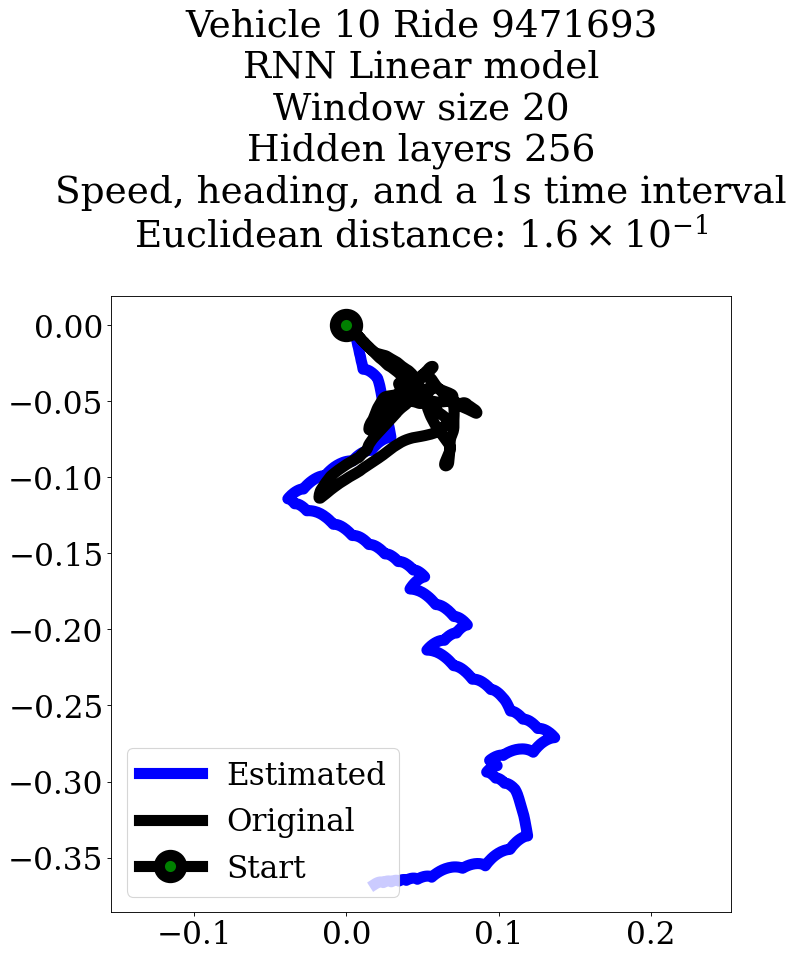 Vehicle 10 Ride 9471693
RNN Linear model
Window size 20
Hidden layers 256
Speed, heading, and a 1s time interval
Euclidean distance: 1.6 × 10⁻¹
0.00
−0.05
−0.10
−0.15
−0.20
−0.25
−0.30
−0.35
Estimated
Original
Start
−0.1 0.0 0.1 0.2